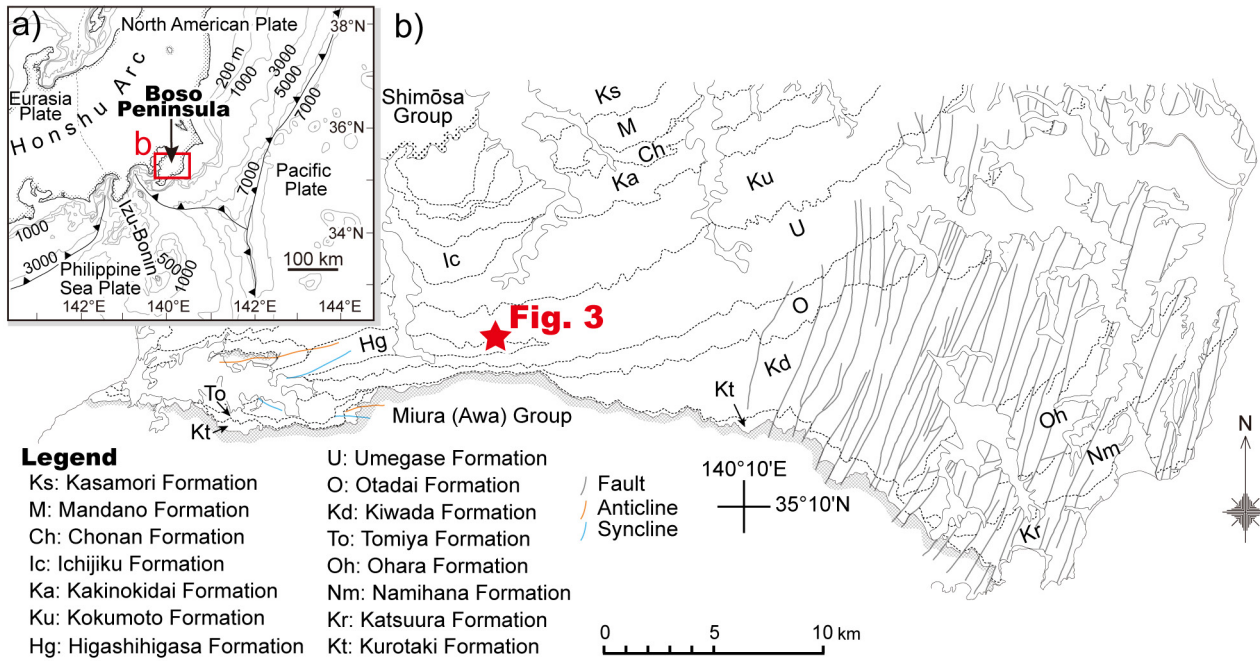 a)
North American Plate
38°N
200 m
1000
3000
5000
7000
Honshu Arc
Eurasia
Plate
Boso
Peninsula
b
36°N
7000
Pacific
Plate
Izu-Bonin
1000
3000
5000
1000
34°N
Philippine
Sea Plate
100 km
142°E
140°E
142°E
144°E
b)
Shimōsa
Group
Ks
M
Ch
Ka
Ku
U
Ic
Fig. 3
O
Hg
Kd
To
Kt
Kt
Miura (Awa) Group
Oh
Nm
Kr
N
140°10'E
35°10'N
Legend
Ks: Kasamori Formation
M: Mandano Formation
Ch: Chonan Formation
Ic: Ichijiku Formation
Ka: Kakinokidai Formation
Ku: Kokumoto Formation
Hg: Higashihigasa Formation
U: Umegase Formation
O: Otadai Formation
Kd: Kiwada Formation
To: Tomiya Formation
Oh: Ohara Formation
Nm: Namihana Formation
Kr: Katsuura Formation
Kt: Kurotaki Formation
Fault
Anticline
Syncline
0 5 10 km